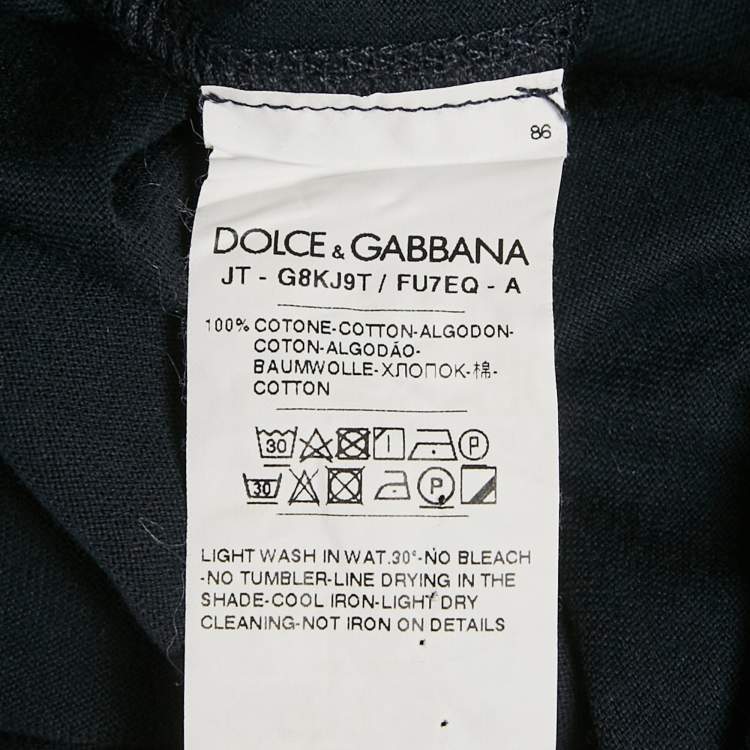 86
DOLCE & GABBANA
JT - G8KJ9T / FU7EQ - A
100% COTONE-COTTON-ALGODON-
COTON-ALGODÃO-
BAUMWOLLE-ХЛОПОК-棉-
COTTON
30 P
30 P
LIGHT WASH IN WAT.30°-NO BLEACH
-NO TUMBLER-LINE DRYING IN THE
SHADE-COOL IRON-LIGHT DRY
CLEANING-NOT IRON ON DETAILS